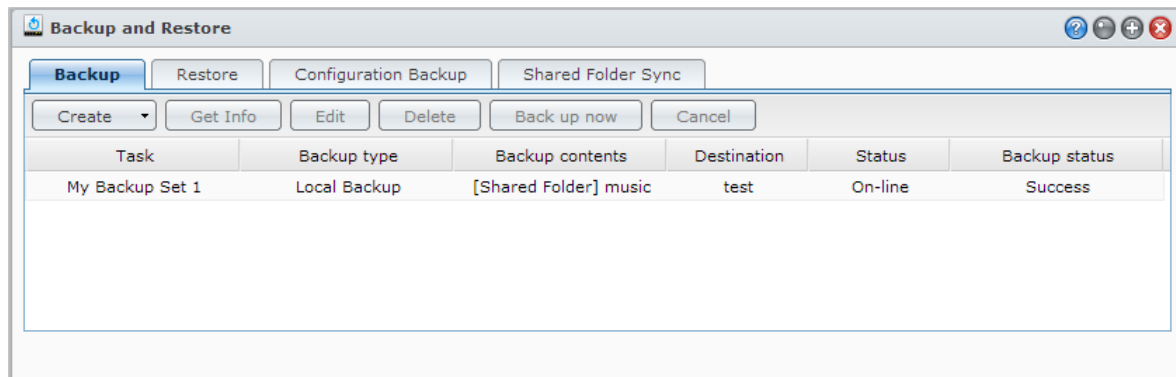 Backup and Restore
Backup Restore Configuration Backup Shared Folder Sync
Create Get Info Edit Delete Back up now Cancel
Task Backup type Backup contents Destination Status Backup status
My Backup Set 1 Local Backup [Shared Folder] music test On-line Success